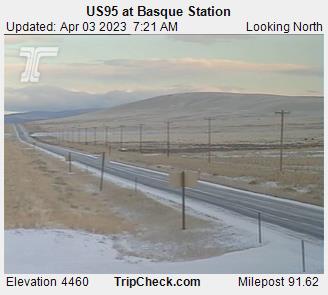 US95 at Basque Station
Updated: Apr 03 2023 7:21 AM Looking North
Elevation 4460 TripCheck.com Milepost 91.62